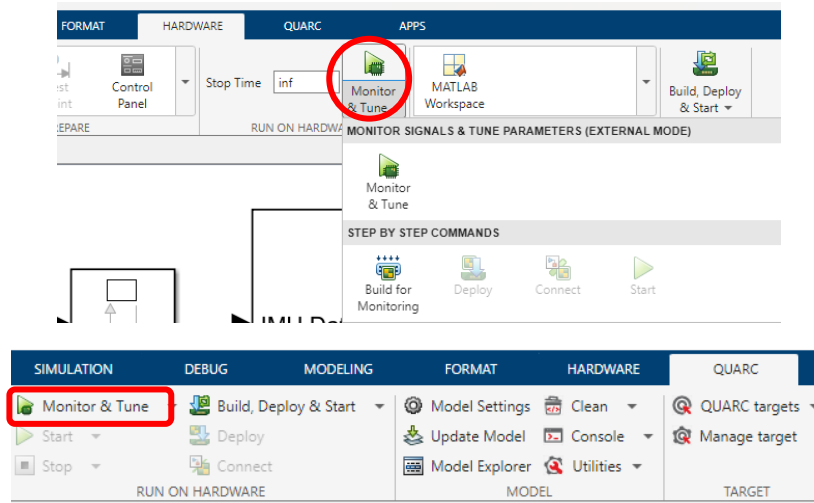 FORMAT HARDWARE QUARC APPS
Control Panel
Stop Time inf
Monitor & Tune
MATLAB Workspace
Build, Deploy & Start
RUN ON HARDWA
MONITOR SIGNALS & TUNE PARAMETERS (EXTERNAL MODE)
Monitor
& Tune
STEP BY STEP COMMANDS
Build for Deploy Connect Start
Monitoring
SIMULATION DEBUG MODELING FORMAT HARDWARE QUARC
Monitor & Tune Build, Deploy & Start Model Settings Clean QUARC targets
Start Deploy Update Model Console Manage target
Stop Connect Model Explorer Utilities
RUN ON HARDWARE MODEL TARGET